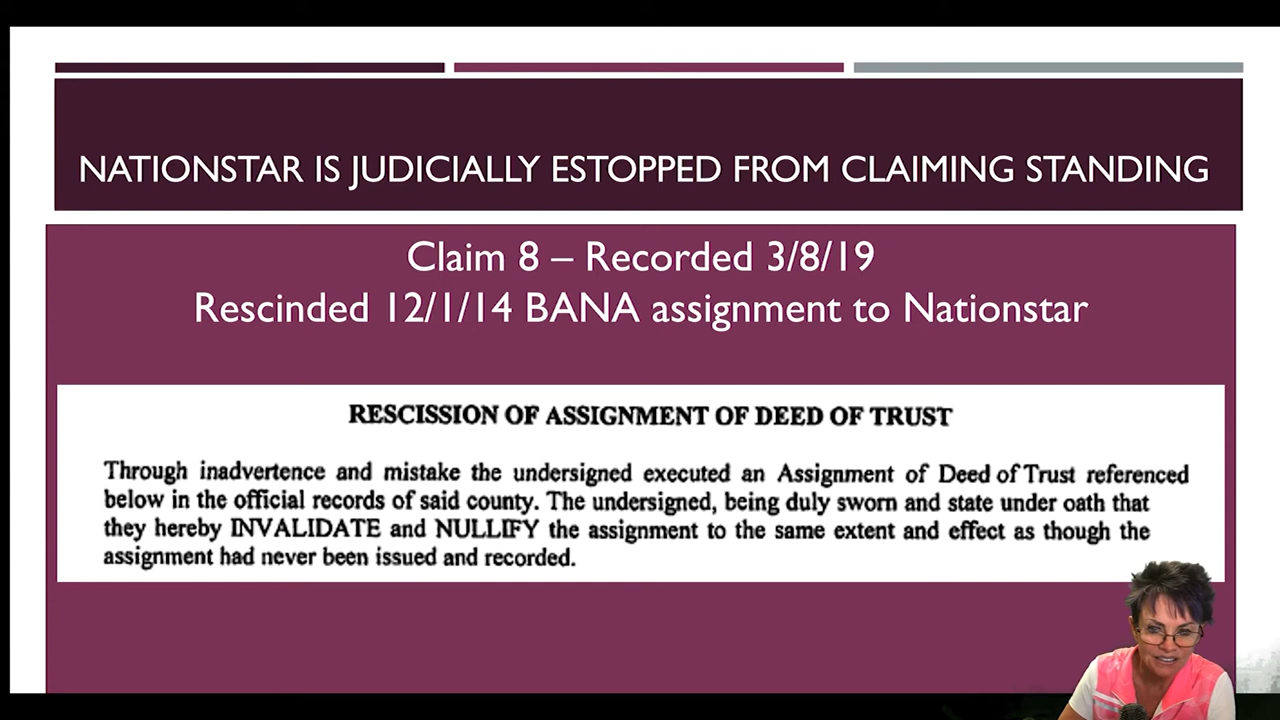 NATIONSTAR IS JUDICIALLY ESTOPPED FROM CLAIMING STANDING
Claim 8 – Recorded 3/8/19
Rescinded 12/1/14 BANA assignment to Nationstar
RESCISSION OF ASSIGNMENT OF DEED OF TRUST
Through inadvertence and mistake the undersigned executed an Assignment of Deed of Trust referenced
below in the official records of said county. The undersigned, being duly sworn and state under oath that
they hereby INVALIDATE and NULLIFY the assignment to the same extent and effect as though the
assignment had never been issued and recorded.